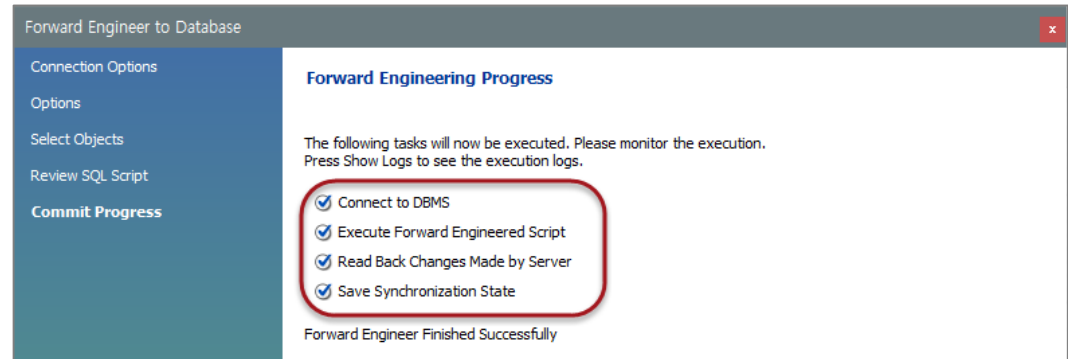 Forward Engineer to Database
x
Connection Options
Options
Select Objects
Review SQL Script
Commit Progress
Forward Engineering Progress
The following tasks will now be executed. Please monitor the execution.
Press Show Logs to see the execution logs.
Connect to DBMS
Execute Forward Engineered Script
Read Back Changes Made by Server
Save Synchronization State
Forward Engineer Finished Successfully